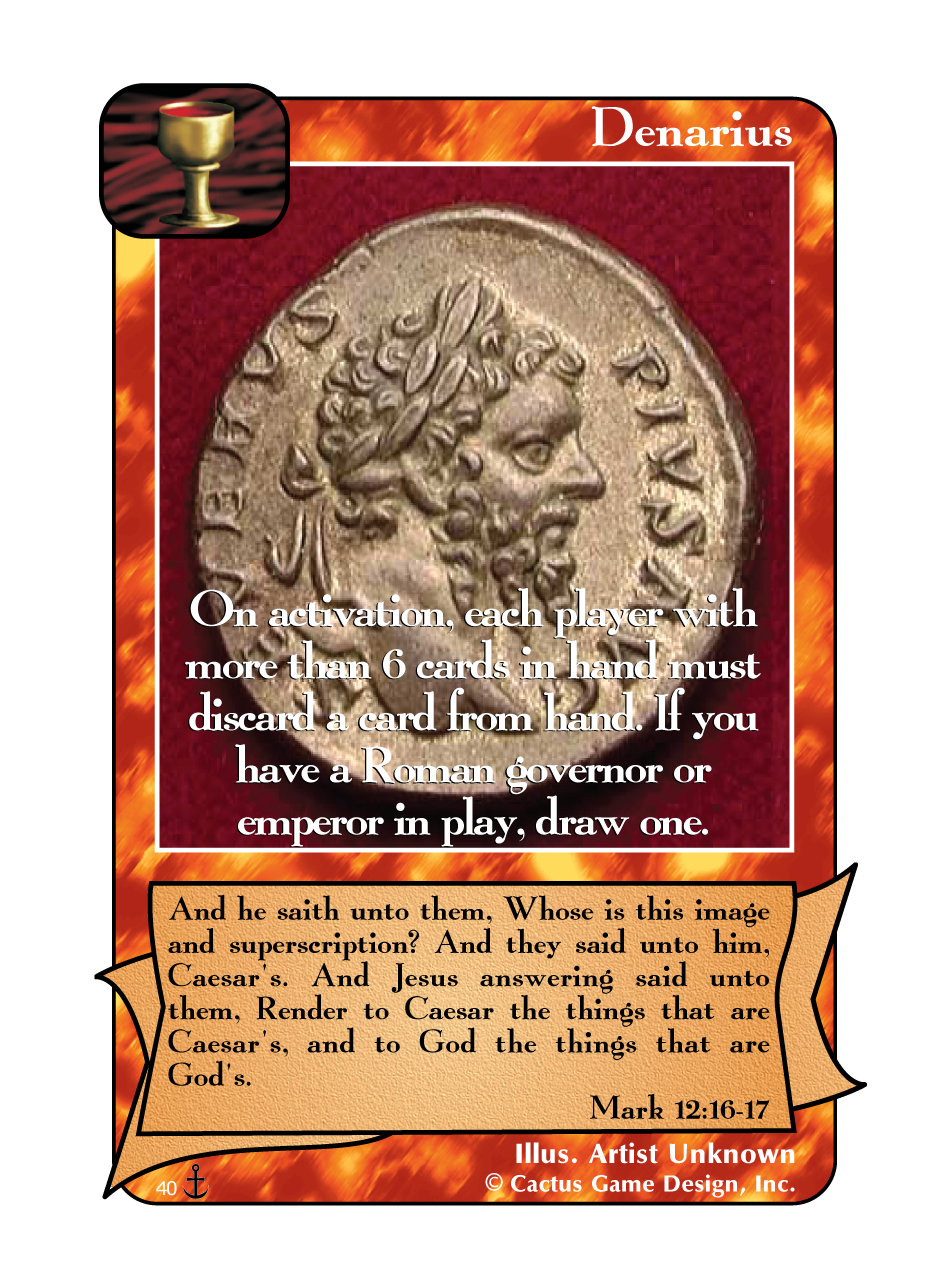 Denarius
SEVERVS
PIVS AVG
On activation, each player with
more than 6 cards in hand must
discard a card from hand. If you
have a Roman governor or
emperor in play, draw one.
And he saith unto them, Whose is this image
and superscription? And they said unto him,
Caesar's. And Jesus answering said unto
them, Render to Caesar the things that are
Caesar's, and to God the things that are
God's.
Mark 12:16-17
Illus. Artist Unknown
40
© Cactus Game Design, Inc.